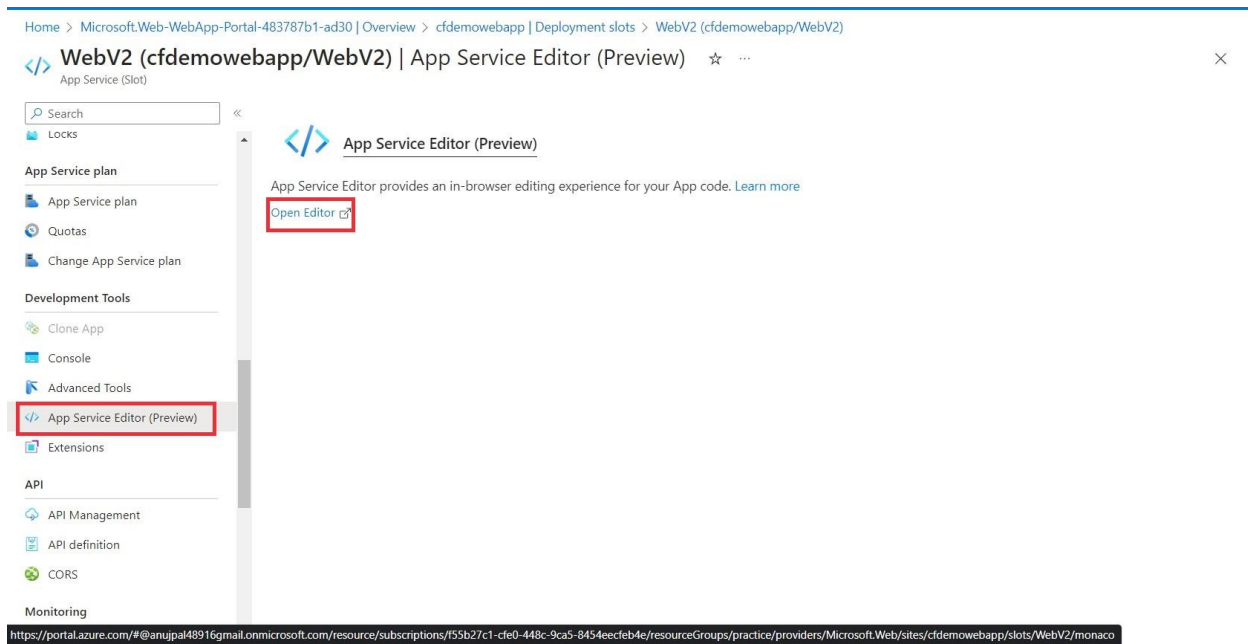 Home > Microsoft.Web-WebApp-Portal-483787b1-ad30 | Overview > cfdemowebapp | Deployment slots > WebV2 (cfdemowebapp/WebV2)
WebV2 (cfdemowebapp/WebV2) | App Service Editor (Preview)
App Service (Slot)
Search
Locks
App Service plan
App Service plan
Quotas
Change App Service plan
Development Tools
Clone App
Console
Advanced Tools
App Service Editor (Preview)
Extensions
API
API Management
API definition
CORS
Monitoring
App Service Editor (Preview)
App Service Editor provides an in-browser editing experience for your App code. Learn more
Open Editor
https://portal.azure.com/#@anujpal48916gmail.onmicrosoft.com/resource/subscriptions/f55b27c1-cfe0-448c-9ca5-8454eecfeb4e/resourceGroups/practice/providers/Microsoft.Web/sites/cfdemowebapp/slots/WebV2/monaco